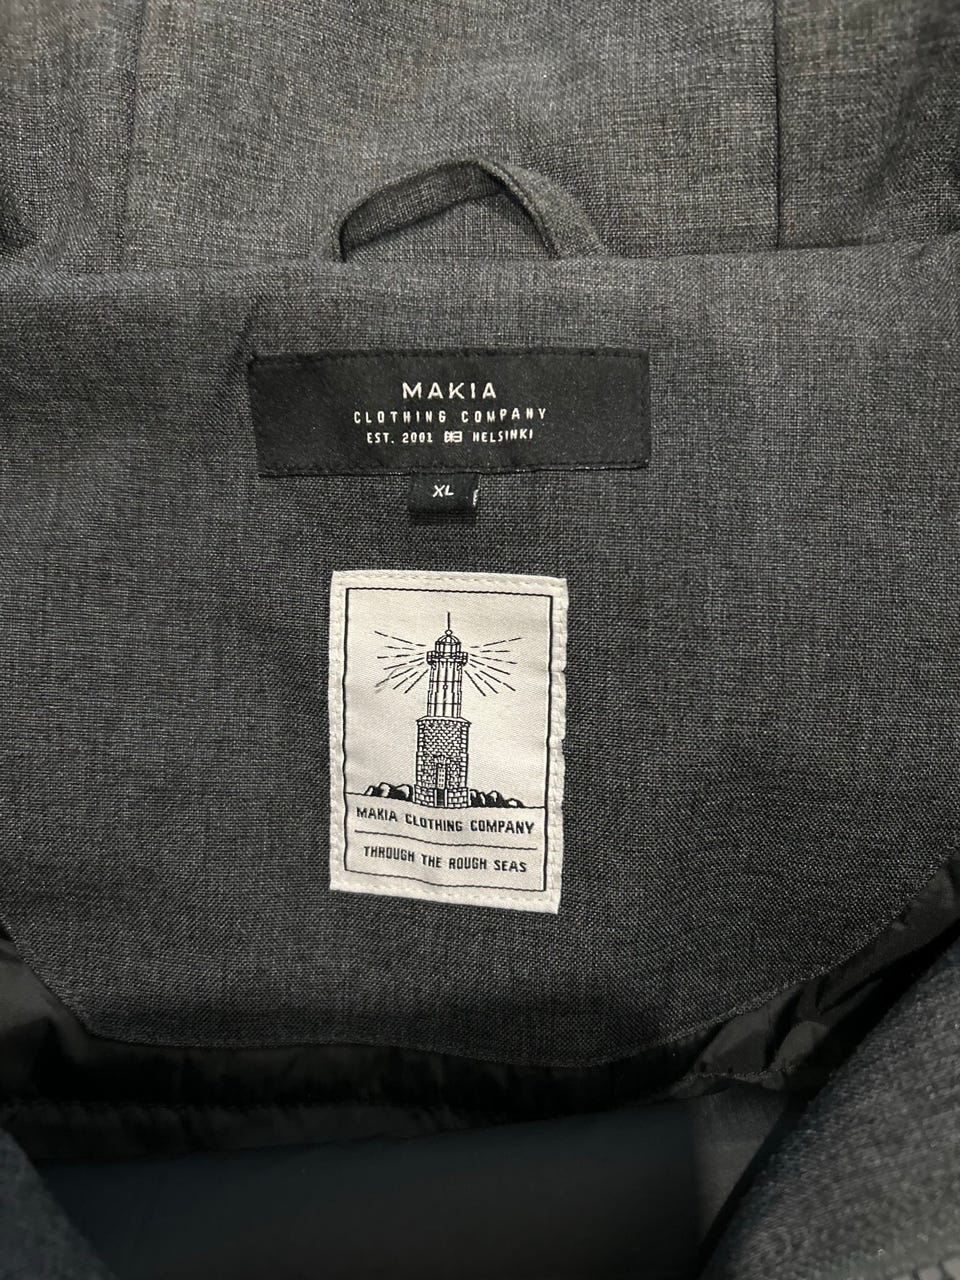 MAKIA
CLOTHING COMPANY
EST. 2001 HELSINKI
XL
MAKIA CLOTHING COMPANY
THROUGH THE ROUGH SEAS